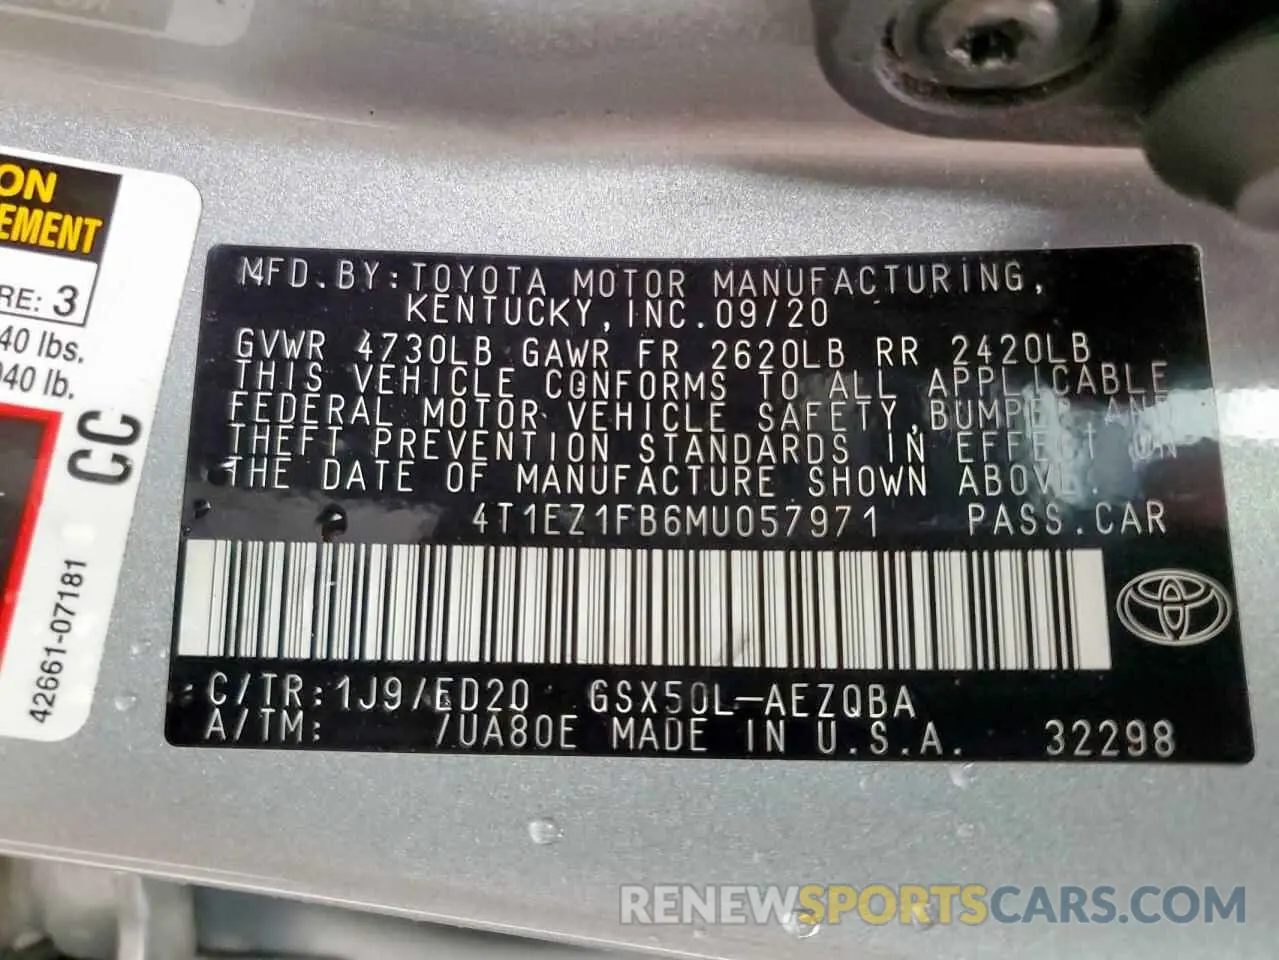 ON
EMENT
RE: 3
40 lbs.
040 lb.
CC
42661-07181
MFD. BY: TOYOTA MOTOR MANUFACTURING,
KENTUCKY, INC. 09/20
GVWR 4730LB GAWR FR 2620LB RR 2420LB
THIS VEHICLE CONFORMS TO ALL APPLICABLE
FEDERAL MOTOR VEHICLE SAFETY, BUMPER AND
THEFT PREVENTION STANDARDS IN EFFECT ON
THE DATE OF MANUFACTURE SHOWN ABOVE.
4T1EZ1FB6MU057971 PASS.CAR
C/TR: 1J9/ED20 GSX50L-AEZQBA
A/TM: /UA80E MADE IN U.S.A. 32298
RENEWSPORTSCARS.COM